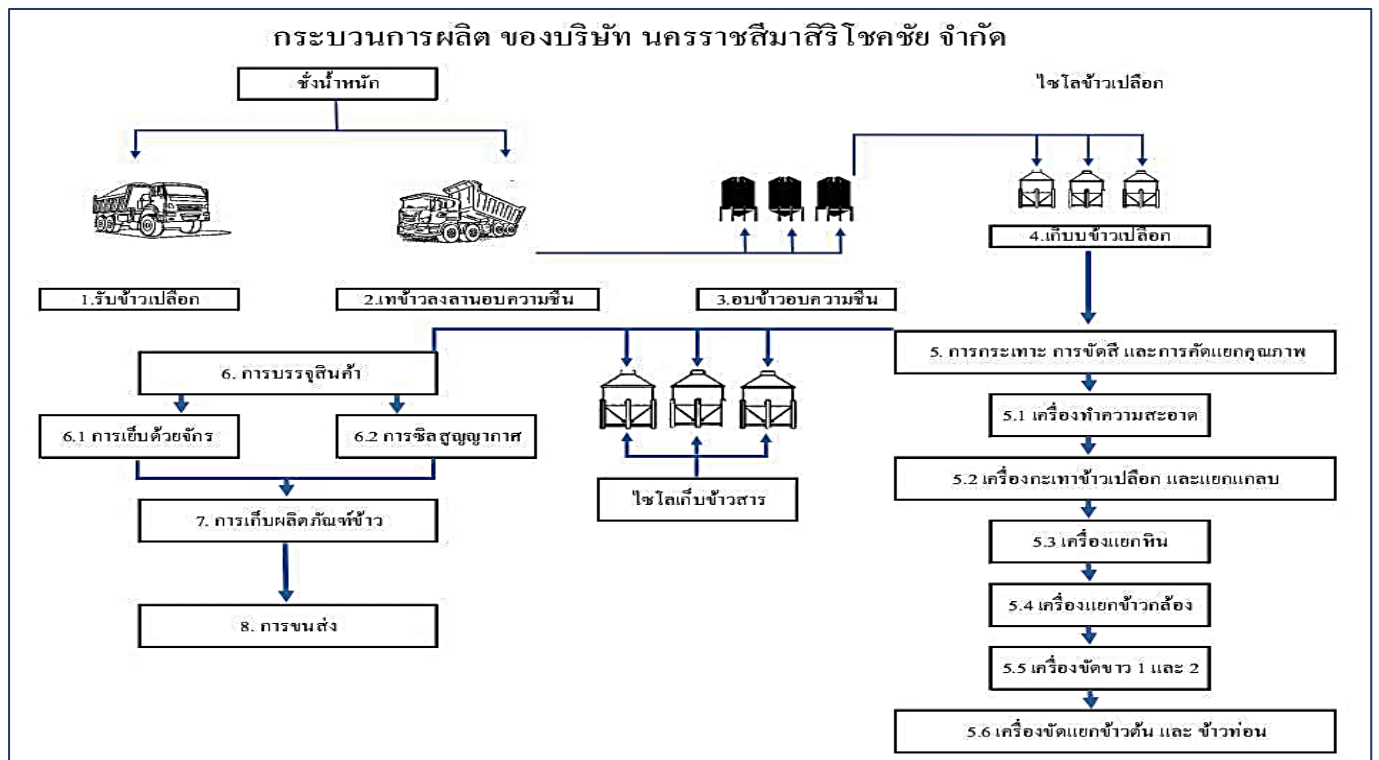 กระบวนการผลิต ของบริษัท นครราชสีมาสิริโชคชัย จำกัด
ชั่งน้ำหนัก
ไซโลข้าวเปลือก
1.รับข้าวเปลือก
2.เทข้าวลงลานอบความชื่น
3.อบข้าวอบความชื่น
4.เก็บบข้าวเปลือก
5. การกระเทาะ การขัดสี และการคัดแยกคุณภาพ
5.1 เครื่องทำความสะอาด
5.2 เครื่องกะเทาข้าวเปลือก และแยกแกลบ
5.3 เครื่องแยกหิน
5.4 เครื่องแยกข้าวกล้อง
5.5 เครื่องขัดขาว 1 และ 2
5.6 เครื่องขัดแยกข้าวต้น และ ข้าวท่อน
ไซโลเก็บข้าวสาร
6. การบรรจุสินค้า
6.1 การเย็บด้วยจักร
6.2 การซิลสูญญากาศ
7. การเก็บผลิตภัณฑ์ข้าว
8. การขนส่ง